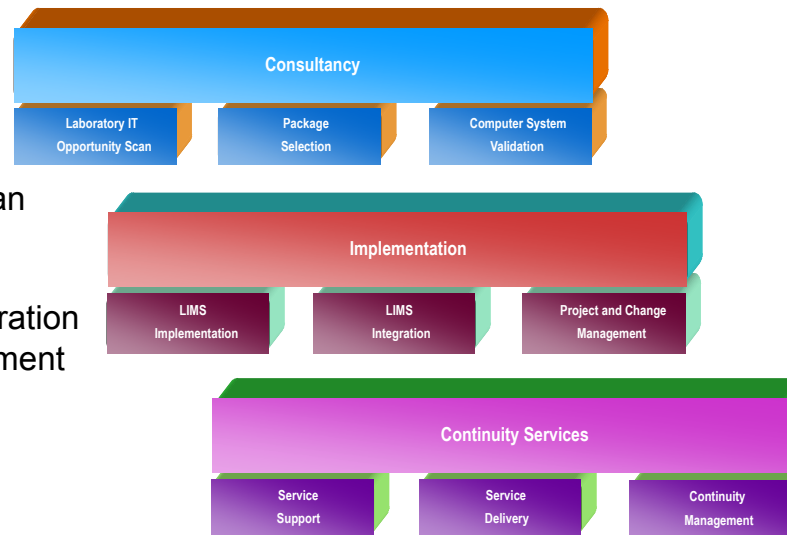 Consultancy
Laboratory IT
Opportunity Scan
Package
Selection
Computer System
Validation
an
Implementation
ration
ment
LIMS
Implementation
LIMS
Integration
Project and Change
Management
Continuity Services
Service
Support
Service
Delivery
Continuity
Management